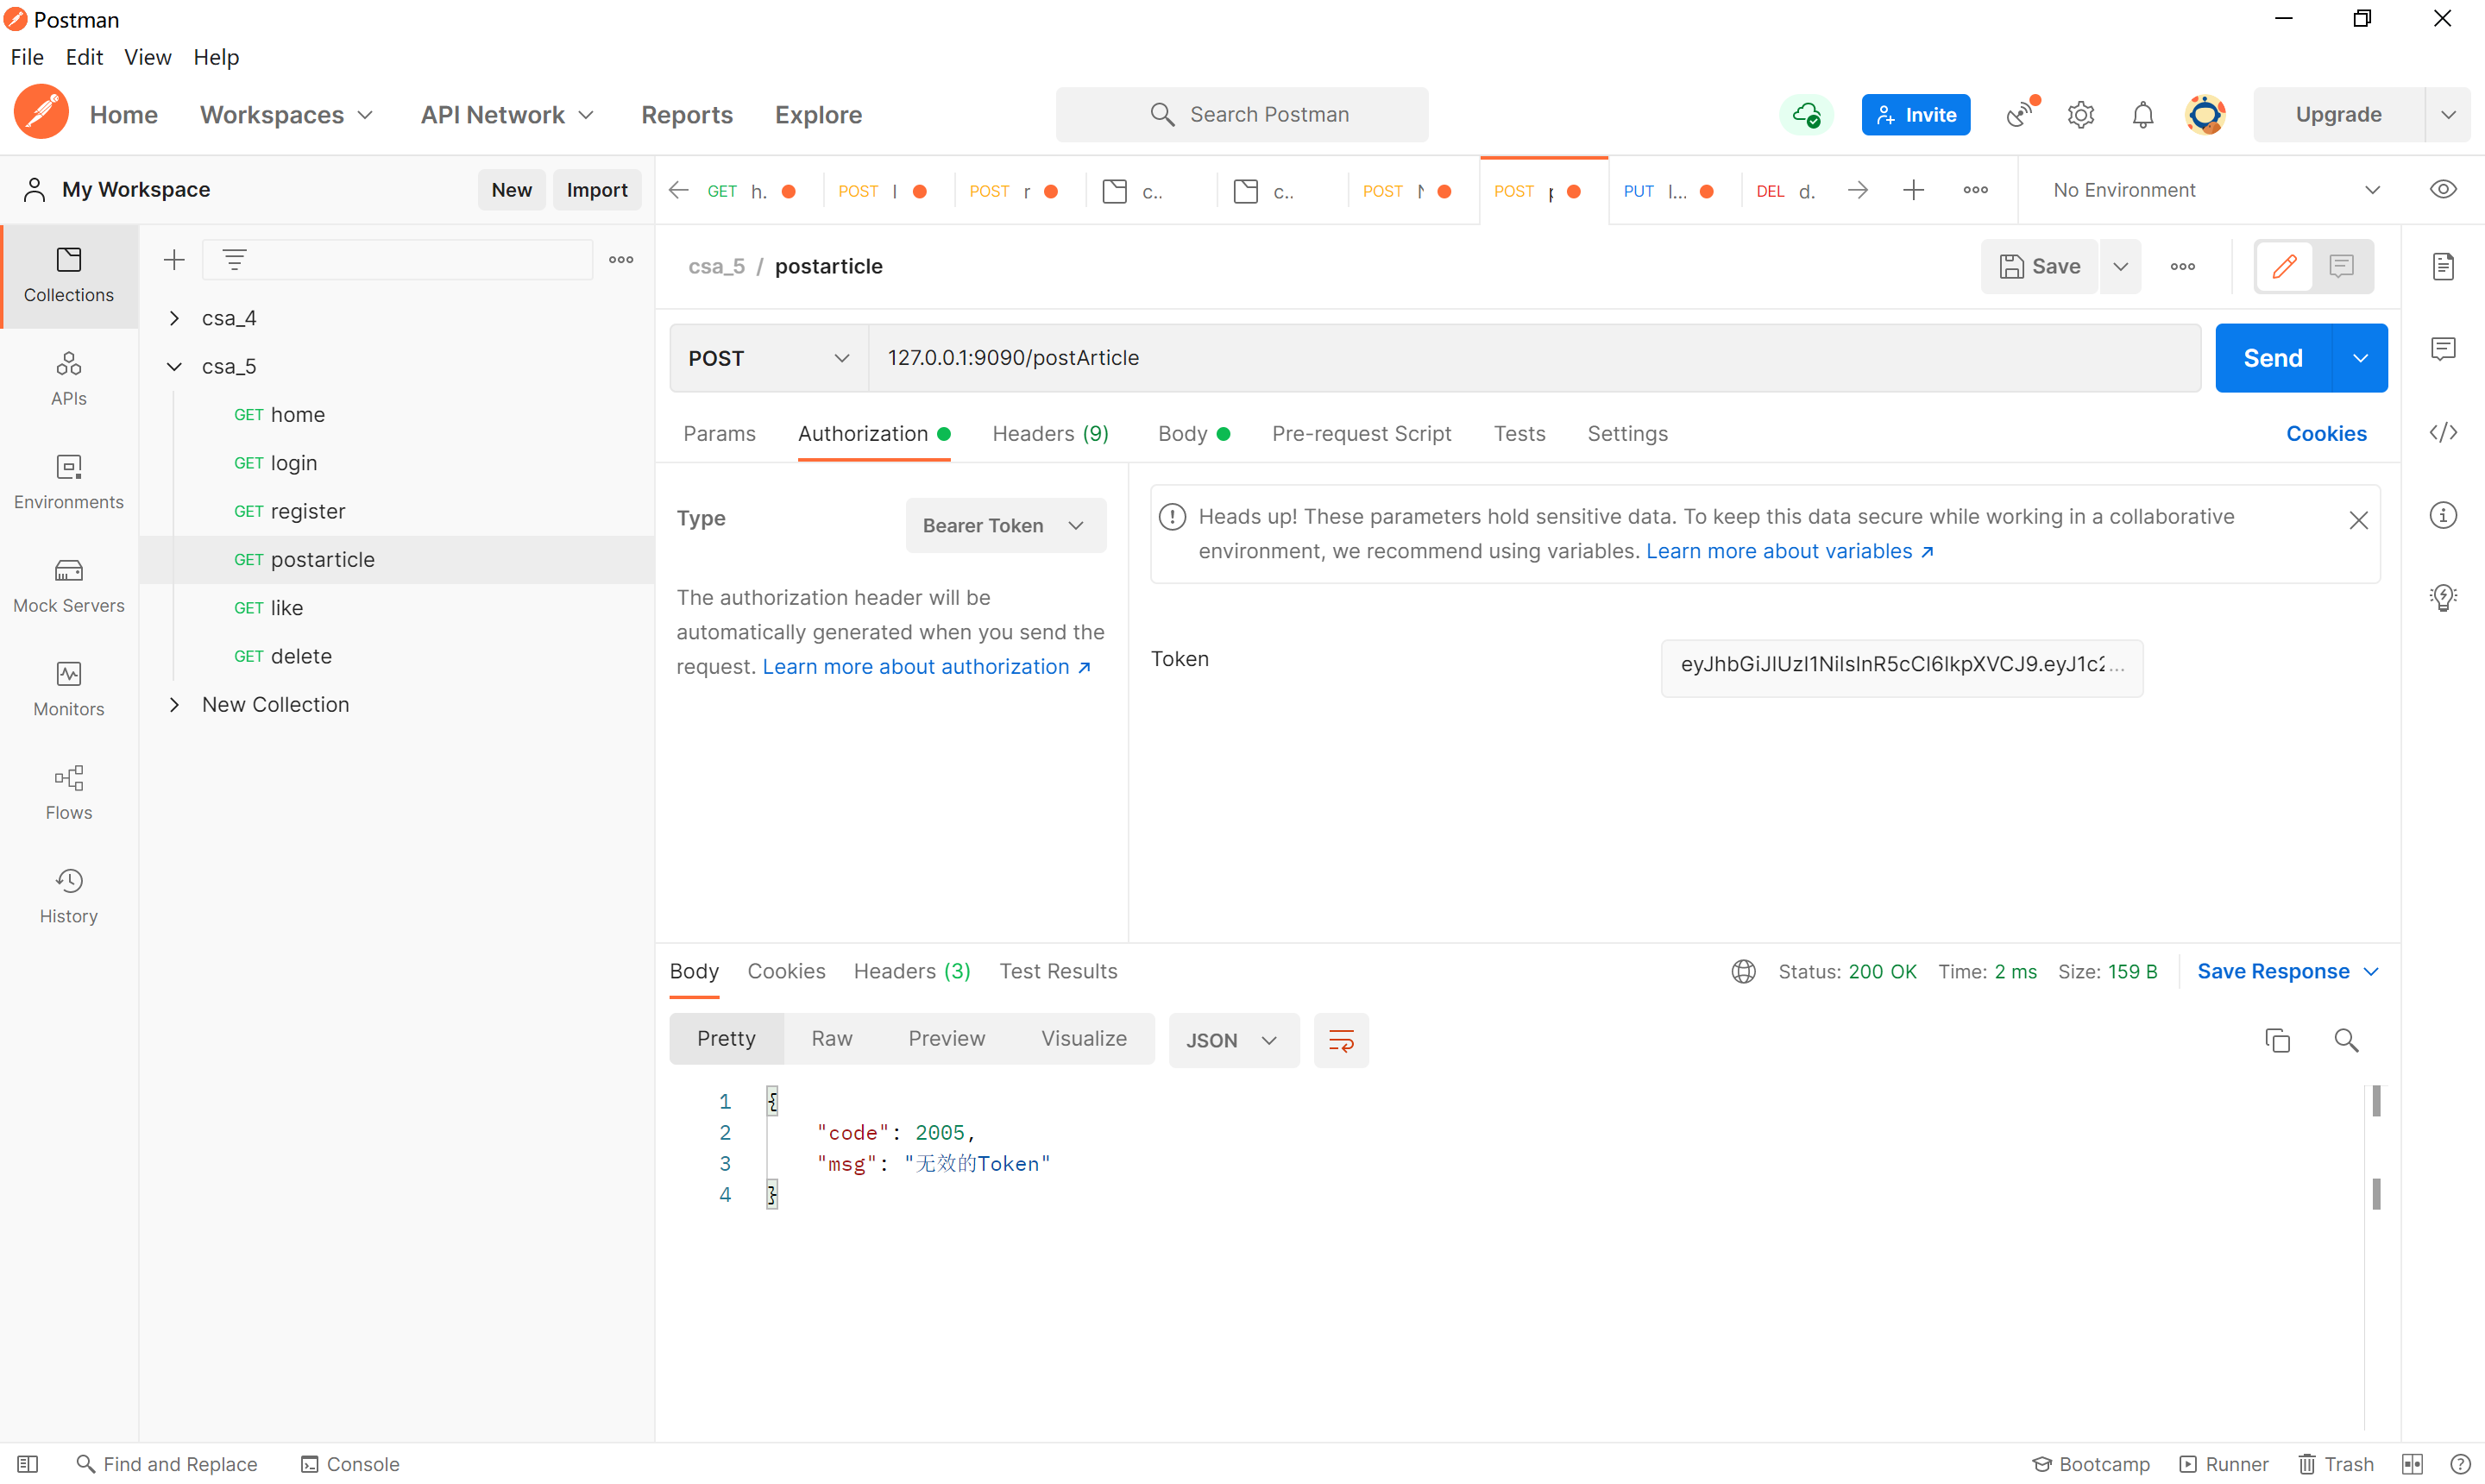 Postman
File Edit View Help
Home Workspaces API Network Reports Explore
Search Postman
Invite
Upgrade
My Workspace
New Import
GET h.
POST l
POST r
c..
c..
POST
POST
PUT l...
DEL d.
No Environment
Collections
APIs
Environments
Mock Servers
Monitors
Flows
History
csa_4
csa_5
GET home
GET login
GET register
GET postarticle
GET like
GET delete
New Collection
csa_5 / postarticle
Save
POST 127.0.0.1:9090/postArticle
Send
Params Authorization Headers (9) Body Pre-request Script Tests Settings
Cookies
Type
Bearer Token
The authorization header will be
automatically generated when you send the
request. Learn more about authorization ↗
Heads up! These parameters hold sensitive data. To keep this data secure while working in a collaborative
environment, we recommend using variables. Learn more about variables ↗
Token
Body Cookies Headers (3) Test Results
Status: 200 OK Time: 2 ms Size: 159 B
Save Response
Pretty Raw Preview Visualize
JSON
1 {
2 "code": 2005,
3 "msg": "无效的Token"
4 }
Find and Replace Console
Bootcamp Runner Trash